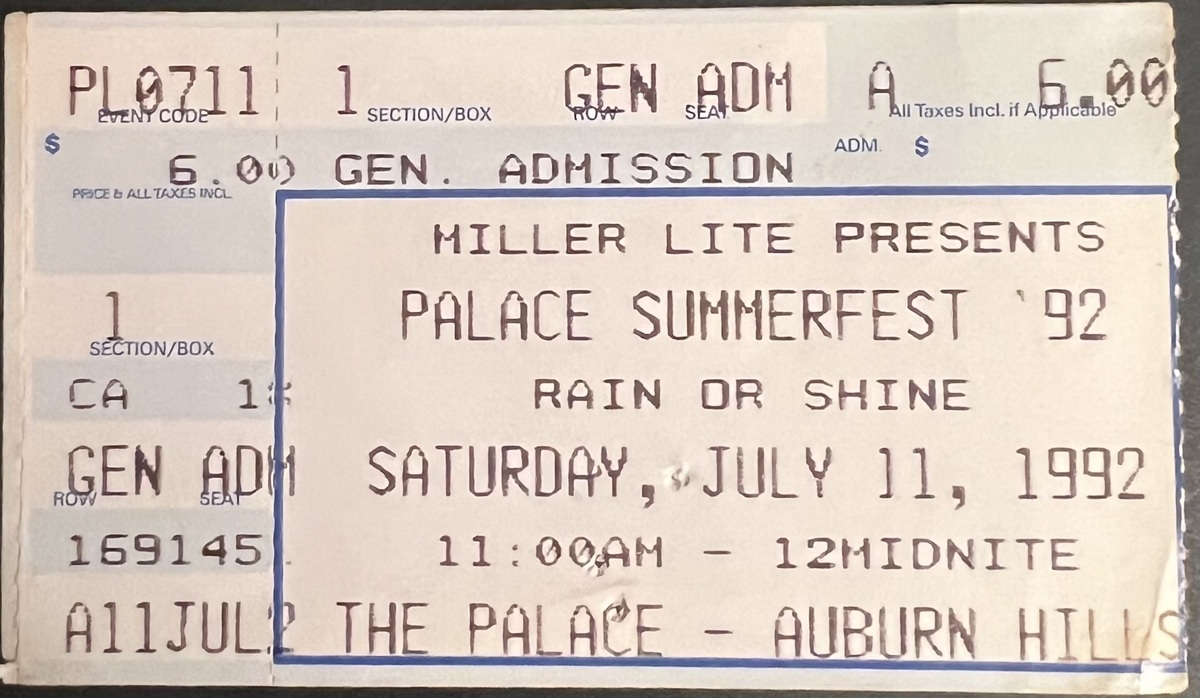 PL0711 1 GEN ADM A 6.00
EVENT CODE SECTION/BOX ROW SEAT All Taxes Incl. if Applicable
$ ADM. $
6.00 GEN. ADMISSION
PRICE & ALL TAXES INCL.
MILLER LITE PRESENTS
1 PALACE SUMMERFEST '92
SECTION/BOX
CA RAIN OR SHINE
GEN ADM SATURDAY, JULY 11, 1992
ROW SEAT
169145 11:00AM - 12MIDNITE
A11JUL2 THE PALACE - AUBURN HILLS